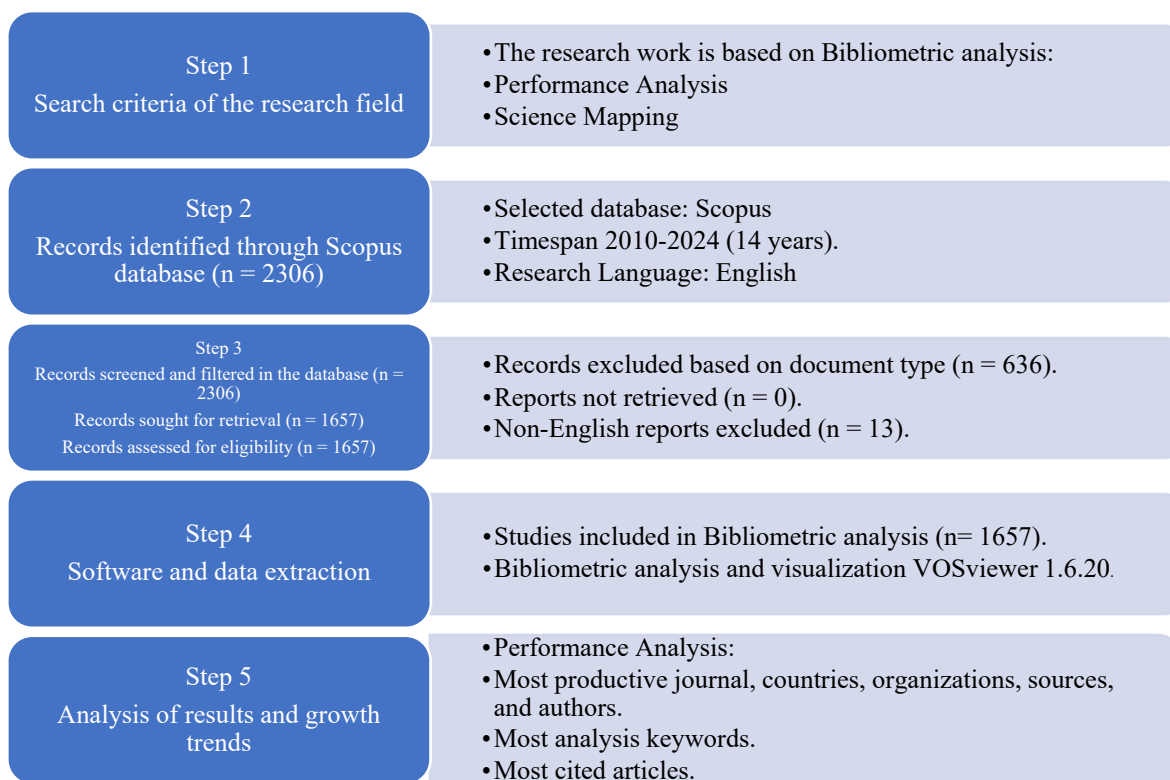 Step 1
Search criteria of the research field
•The research work is based on Bibliometric analysis:
•Performance Analysis
•Science Mapping
Step 2
Records identified through Scopus
database (n = 2306)
•Selected database: Scopus
•Timespan 2010-2024 (14 years).
•Research Language: English
Step 3
Records screened and filtered in the database (n =
2306)
Records sought for retrieval (n = 1657)
Records assessed for eligibility (n = 1657)
•Records excluded based on document type (n = 636).
•Reports not retrieved (n = 0).
•Non-English reports excluded (n = 13).
Step 4
Software and data extraction
•Studies included in Bibliometric analysis (n= 1657).
•Bibliometric analysis and visualization VOSviewer 1.6.20.
Step 5
Analysis of results and growth
trends
•Performance Analysis:
•Most productive journal, countries, organizations, sources,
and authors.
•Most analysis keywords.
•Most cited articles.